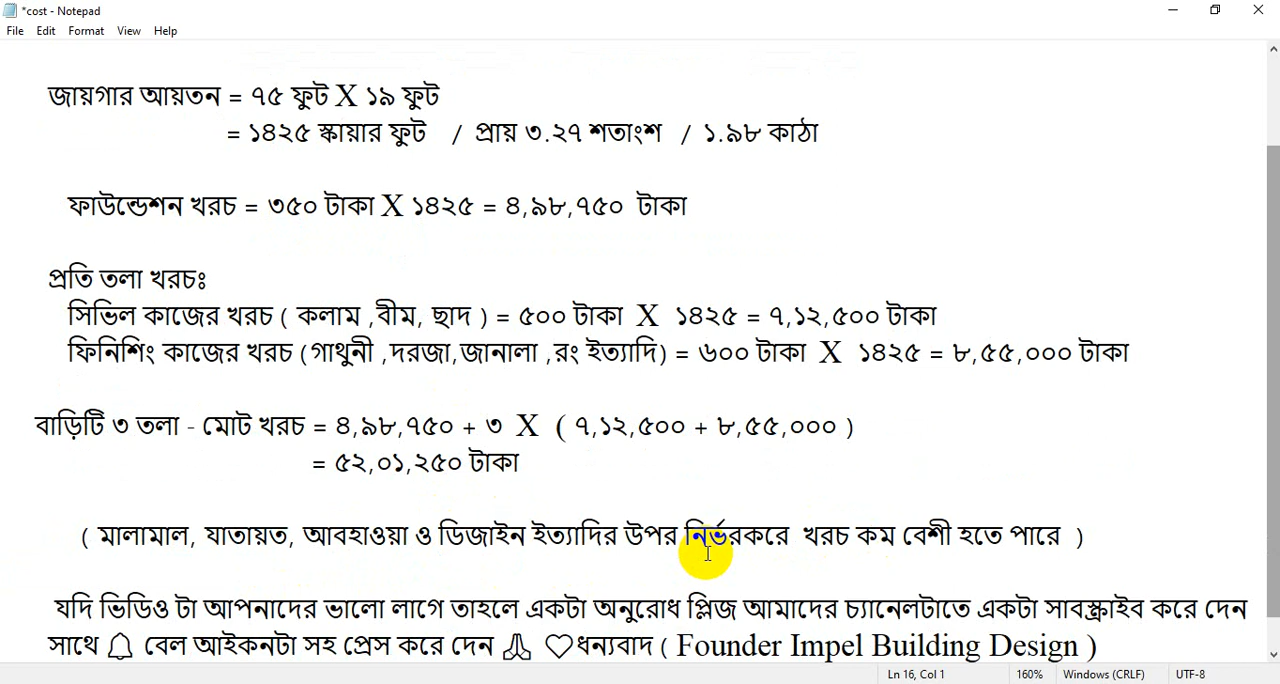 *cost - Notepad
File Edit Format View Help
জায়গার আয়তন = ৭৫ ফুট X ১৯ ফুট
= ১৪২৫ স্কায়ার ফুট / প্রায় ৩.২৭ শতাংশ / ১.৯৮ কাঠা
ফাউন্ডেশন খরচ = ৩৫০ টাকা X ১৪২৫ = ৪,৯৮,৭৫০ টাকা
প্রতি তলা খরচঃ
সিভিল কাজের খরচ ( কলাম ,বীম, ছাদ ) = ৫০০ টাকা X ১৪২৫ = ৭,১২,৫০০ টাকা
ফিনিশিং কাজের খরচ (গাথুনী ,দরজা,জানালা ,রং ইত্যাদি) = ৬০০ টাকা X ১৪২৫ = ৮,৫৫,০০০ টাকা
বাড়িটি ৩ তলা - মোট খরচ = ৪,৯৮,৭৫০ + ৩ X ( ৭,১২,৫০০ + ৮,৫৫,০০০ )
= ৫২,০১,২৫০ টাকা
( মালামাল, যাতায়ত, আবহাওয়া ও ডিজাইন ইত্যাদির উপর নির্ভরকরে খরচ কম বেশী হতে পারে )
যদি ভিডিও টা আপনাদের ভালো লাগে তাহলে একটা অনুরোধ প্লিজ আমাদের চ্যানেলটাতে একটা সাবস্ক্রাইব করে দেন
সাথে 🔔 বেল আইকনটা সহ প্রেস করে দেন 🙏 ♡ধন্যবাদ ( Founder Impel Building Design )
Ln 16, Col 1 160% Windows (CRLF) UTF-8